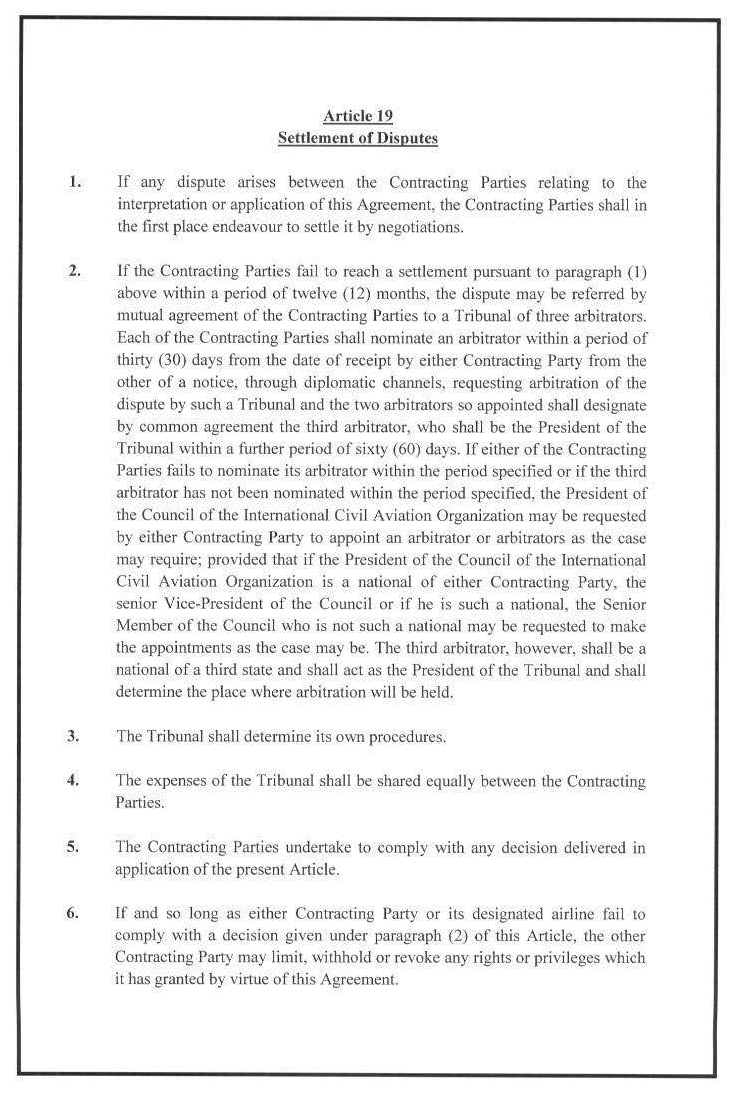 Article 19
Settlement of Disputes
1. If any dispute arises between the Contracting Parties relating to the
interpretation or application of this Agreement, the Contracting Parties shall in
the first place endeavour to settle it by negotiations.
2. If the Contracting Parties fail to reach a settlement pursuant to paragraph (1)
above within a period of twelve (12) months, the dispute may be referred by
mutual agreement of the Contracting Parties to a Tribunal of three arbitrators.
Each of the Contracting Parties shall nominate an arbitrator within a period of
thirty (30) days from the date of receipt by either Contracting Party from the
other of a notice, through diplomatic channels, requesting arbitration of the
dispute by such a Tribunal and the two arbitrators so appointed shall designate
by common agreement the third arbitrator, who shall be the President of the
Tribunal within a further period of sixty (60) days. If either of the Contracting
Parties fails to nominate its arbitrator within the period specified or if the third
arbitrator has not been nominated within the period specified, the President of
the Council of the International Civil Aviation Organization may be requested
by either Contracting Party to appoint an arbitrator or arbitrators as the case
may require; provided that if the President of the Council of the International
Civil Aviation Organization is a national of either Contracting Party, the
senior Vice-President of the Council or if he is such a national, the Senior
Member of the Council who is not such a national may be requested to make
the appointments as the case may be. The third arbitrator, however, shall be a
national of a third state and shall act as the President of the Tribunal and shall
determine the place where arbitration will be held.
3. The Tribunal shall determine its own procedures.
4. The expenses of the Tribunal shall be shared equally between the Contracting
Parties.
5. The Contracting Parties undertake to comply with any decision delivered in
application of the present Article.
6. If and so long as either Contracting Party or its designated airline fail to
comply with a decision given under paragraph (2) of this Article, the other
Contracting Party may limit, withhold or revoke any rights or privileges which
it has granted by virtue of this Agreement.